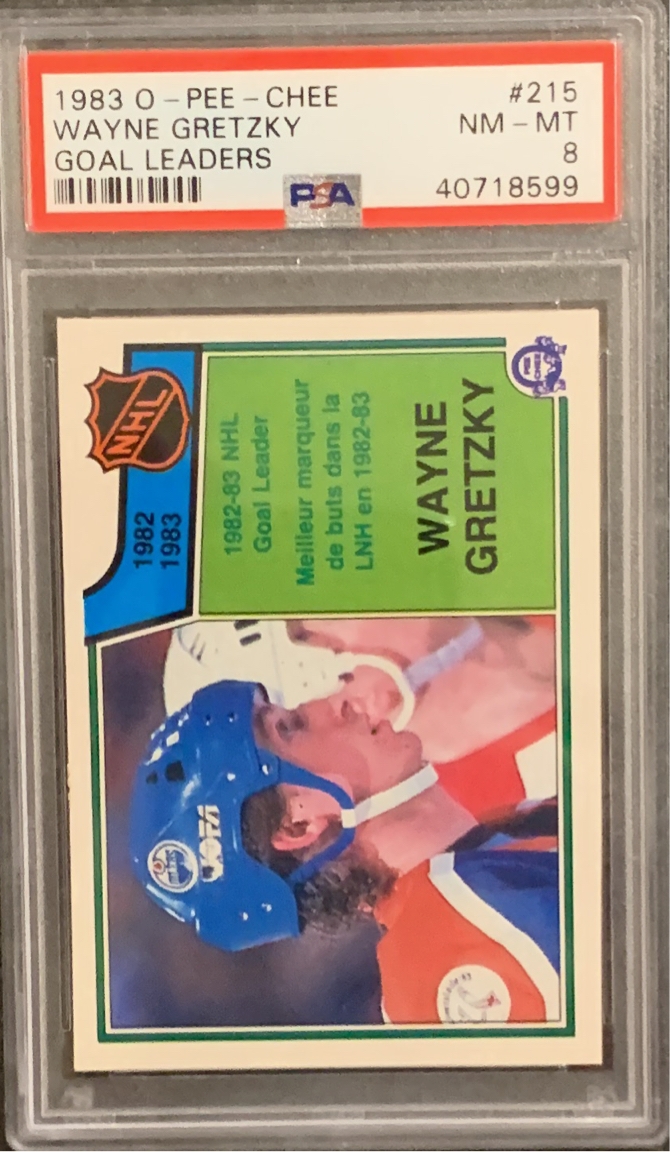 1983 O-PEE-CHEE
#215
WAYNE GRETZKY
NM-MT
GOAL LEADERS
8
PSA
40718599
NHL
1982
1983
1982-83 NHL
Goal Leader
Meilleur marqueur
de buts dans la
LNH en 1982-83
WAYNE
GRETZKY
OILERS
JOFA